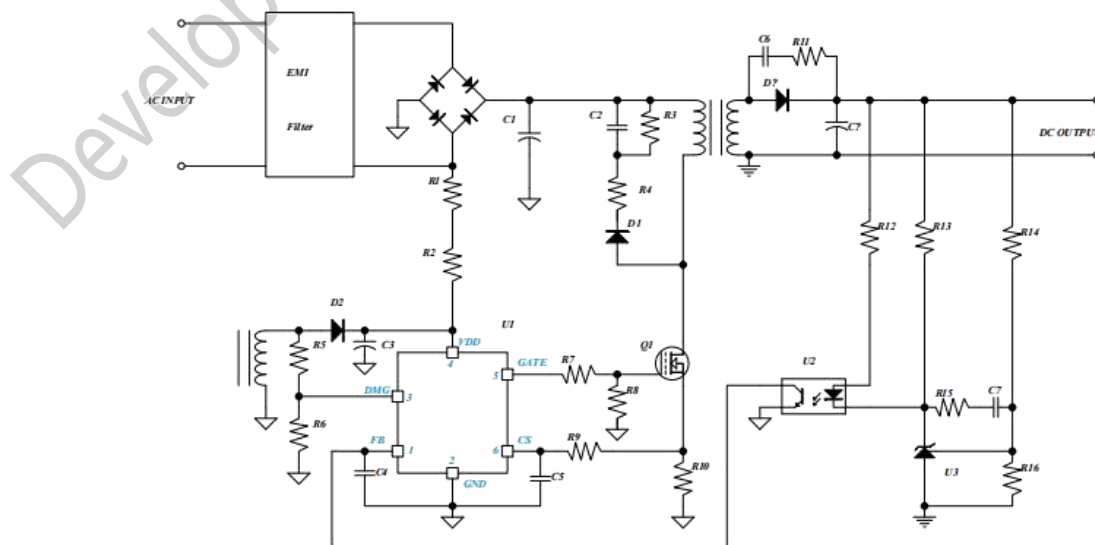 Develop
EMI
Filter
AC INPUT
C1
C2
R3
R4
D1
C6
R11
D?
C?
DC OUTPUT
R1
R2
R12
R13
R14
D2
C3
R5
R6
U1
VDD
4
GATE
5
DMG
3
FB
1
CS
6
2
GND
C4
C5
R7
R8
R9
R10
Q1
U2
R15
C7
U3
R16